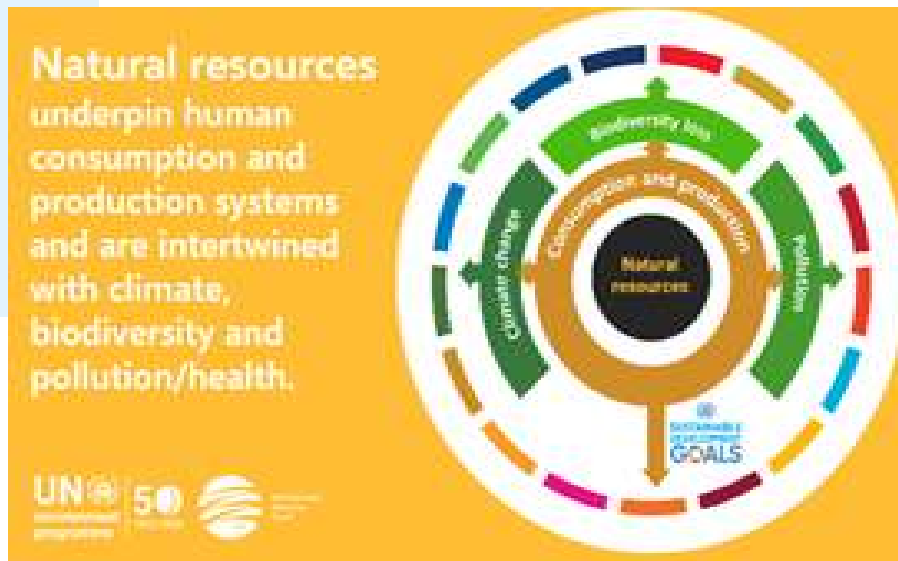 Natural resources
underpin human
consumption and
production systems
and are intertwined
with climate,
biodiversity and
pollution/health.
UN
environment
programme
50
Biodiversity loss
Climate change
Consumption and production
Pollution
Natural
resources
SUSTAINABLE
DEVELOPMENT
GOALS